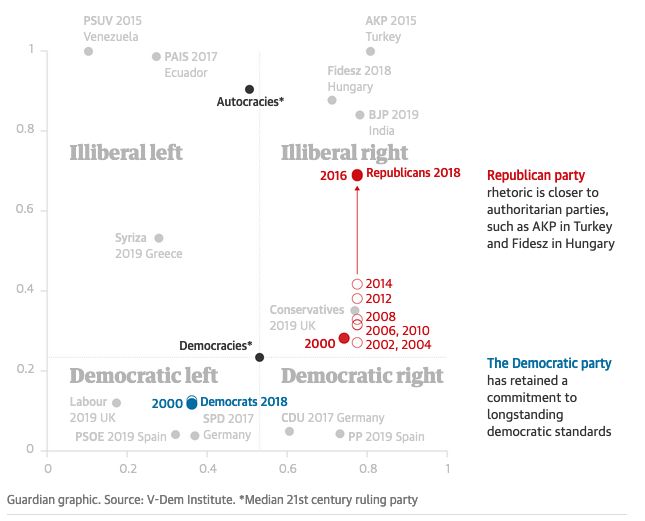 PSUV 2015
Venezuela
AKP 2015
Turkey
1
PAIS 2017
Ecuador
Fidesz 2018
Hungary
Autocracies*
BJP 2019
India
0.8
Illiberal left
Illiberal right
2016
Republicans 2018
Republican party
rhetoric is closer to
authoritarian parties,
such as AKP in Turkey
and Fidesz in Hungary
0.6
Syriza
2019 Greece
0.4
2014
2012
Conservatives
2019 UK
2008
2006, 2010
2000
2002, 2004
Democracies*
0.2
Democratic left
Democratic right
The Democratic party
has retained a
commitment to
longstanding
democratic standards
Labour
2019 UK
2000
Democrats 2018
PSOE 2019 Spain
SPD 2017
Germany
CDU 2017 Germany
PP 2019 Spain
0
0
0.2
0.4
0.6
0.8
1
Guardian graphic. Source: V-Dem Institute. *Median 21st century ruling party